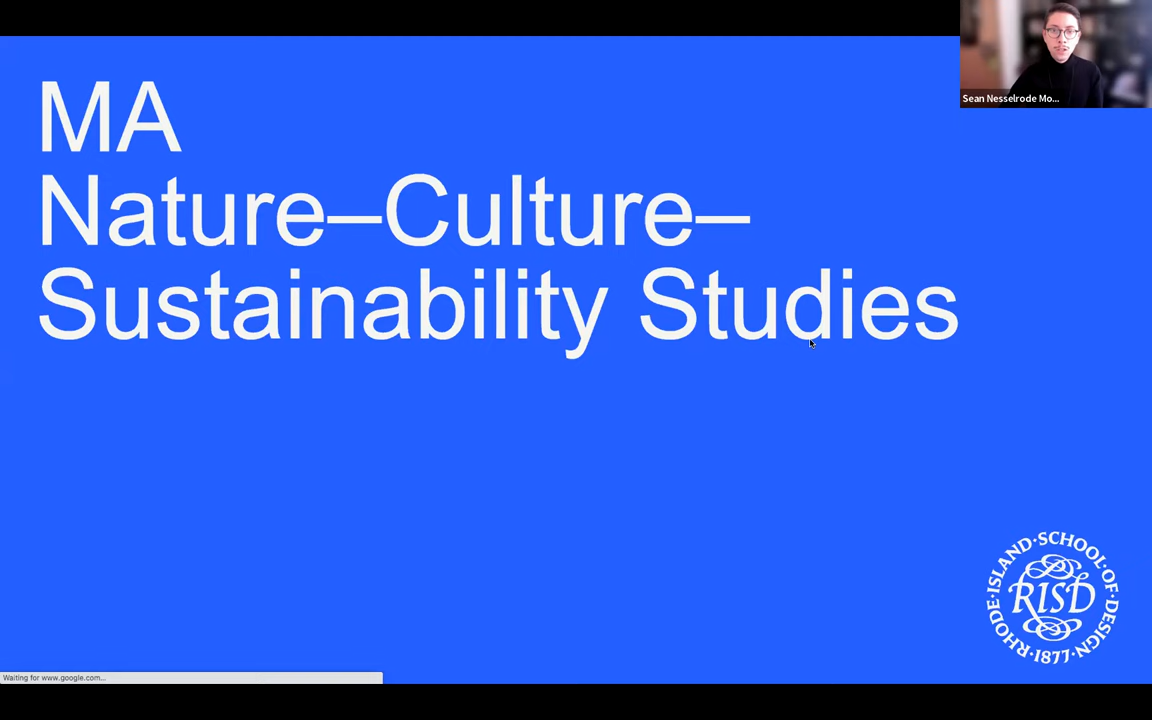 MA
Nature–Culture–
Sustainability Studies
Sean Nesselrode Mo...
RHODE·ISLAND·SCHOOL·OF·DESIGN·1877·
RISD
Waiting for www.google.com...